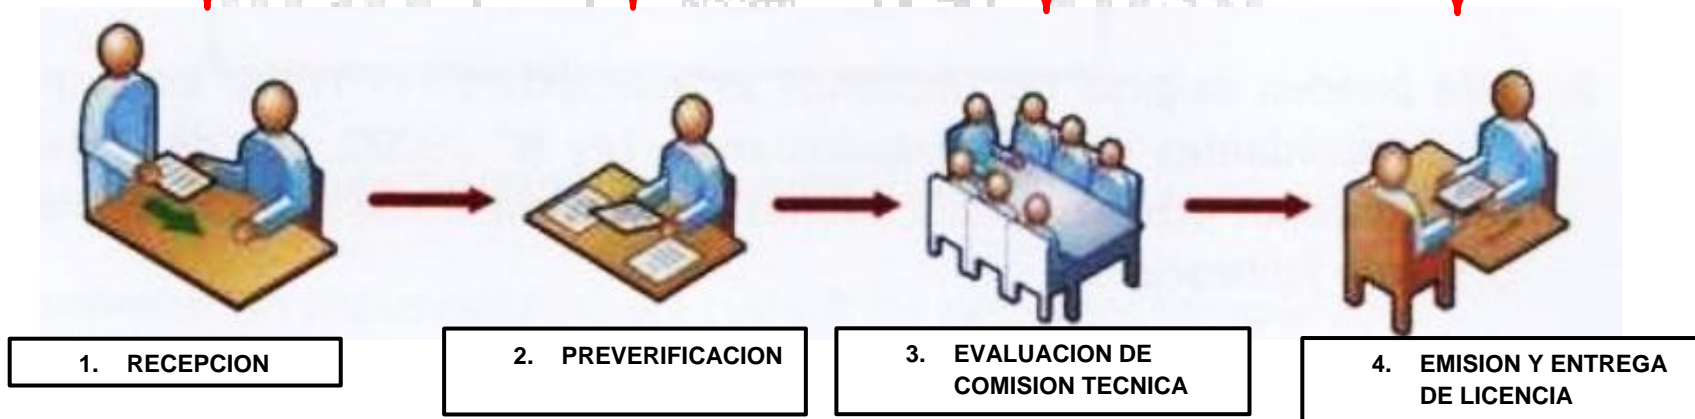 1. RECEPCION
2. PREVERIFICACION
3. EVALUACION DE
COMISION TECNICA
4. EMISION Y ENTREGA
DE LICENCIA